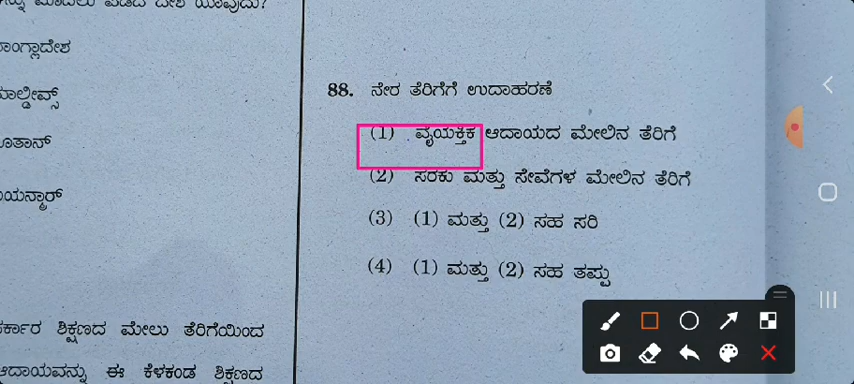 ದೇಶ ಯಾವುದು?
88. ನೇರ ತೆರಿಗೆಗೆ ಉದಾಹರಣೆ
(1) ವೈಯಕ್ತಿಕ ಆದಾಯದ ಮೇಲಿನ ತೆರಿಗೆ
(2) ಸರಕು ಮತ್ತು ಸೇವೆಗಳ ಮೇಲಿನ ತೆರಿಗೆ
(3) (1) ಮತ್ತು (2) ಸಹ ಸರಿ
(4) (1) ಮತ್ತು (2) ಸಹ ತಪ್ಪು
ಶಿಕ್ಷಣದ ಮೇಲು ತೆರಿಗೆಯಿಂದ
ಆದಾಯವನ್ನು ಈ ಕೆಳಕಂಡ ಶಿಕ್ಷಣದ